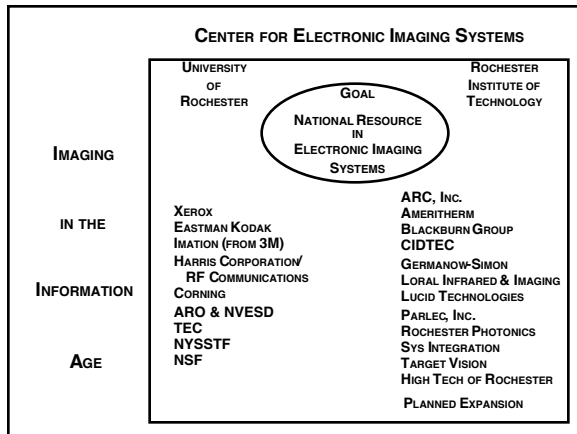 CENTER FOR ELECTRONIC IMAGING SYSTEMS
UNIVERSITY
OF
ROCHESTER
GOAL
NATIONAL RESOURCE
IN
ELECTRONIC IMAGING
SYSTEMS
ROCHESTER
INSTITUTE OF
TECHNOLOGY
IMAGING
IN THE
INFORMATION
AGE
XEROX
EASTMAN KODAK
IMATION (FROM 3M)
HARRIS CORPORATION/
RF COMMUNICATIONS
CORNING
ARO & NVESD
TEC
NYSSTF
NSF
ARC, INC.
AMERITHERM
BLACKBURN GROUP
CIDTEC
GERMANOW-SIMON
LORAL INFRARED & IMAGING
LUCID TECHNOLOGIES
PARLEC, INC.
ROCHESTER PHOTONICS
SYS INTEGRATION
TARGET VISION
HIGH TECH OF ROCHESTER
PLANNED EXPANSION